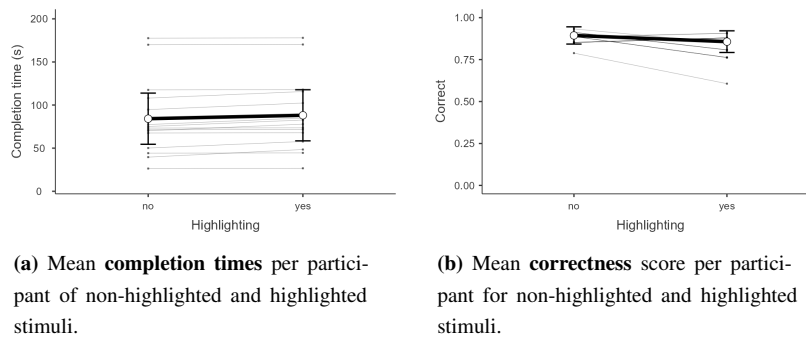 200
150
100
50
0
Completion time (s)
no
yes
Highlighting
(a) Mean completion times per partici-
pant of non-highlighted and highlighted
stimuli.
1.00
0.75
0.50
0.25
0.00
Correct
no
yes
Highlighting
(b) Mean correctness score per partici-
pant for non-highlighted and highlighted
stimuli.